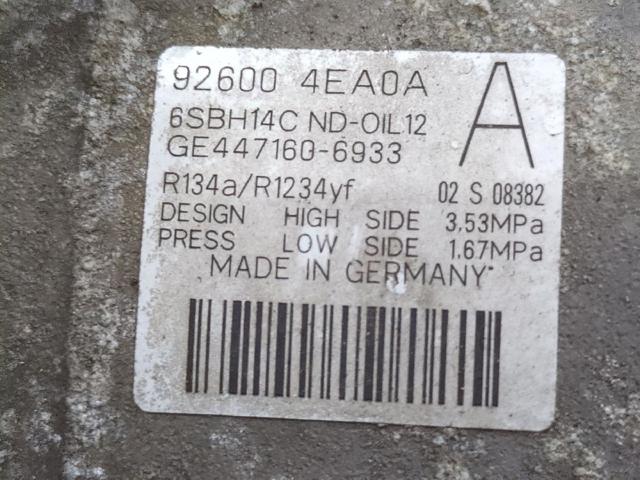 92600 4EA0A
A
6SBH14C ND-OIL12
GE447160-6933
R134a/R1234yf 02 S 08382
DESIGN HIGH SIDE 3.53MPa
PRESS LOW SIDE 1.67MPa
MADE IN GERMANY